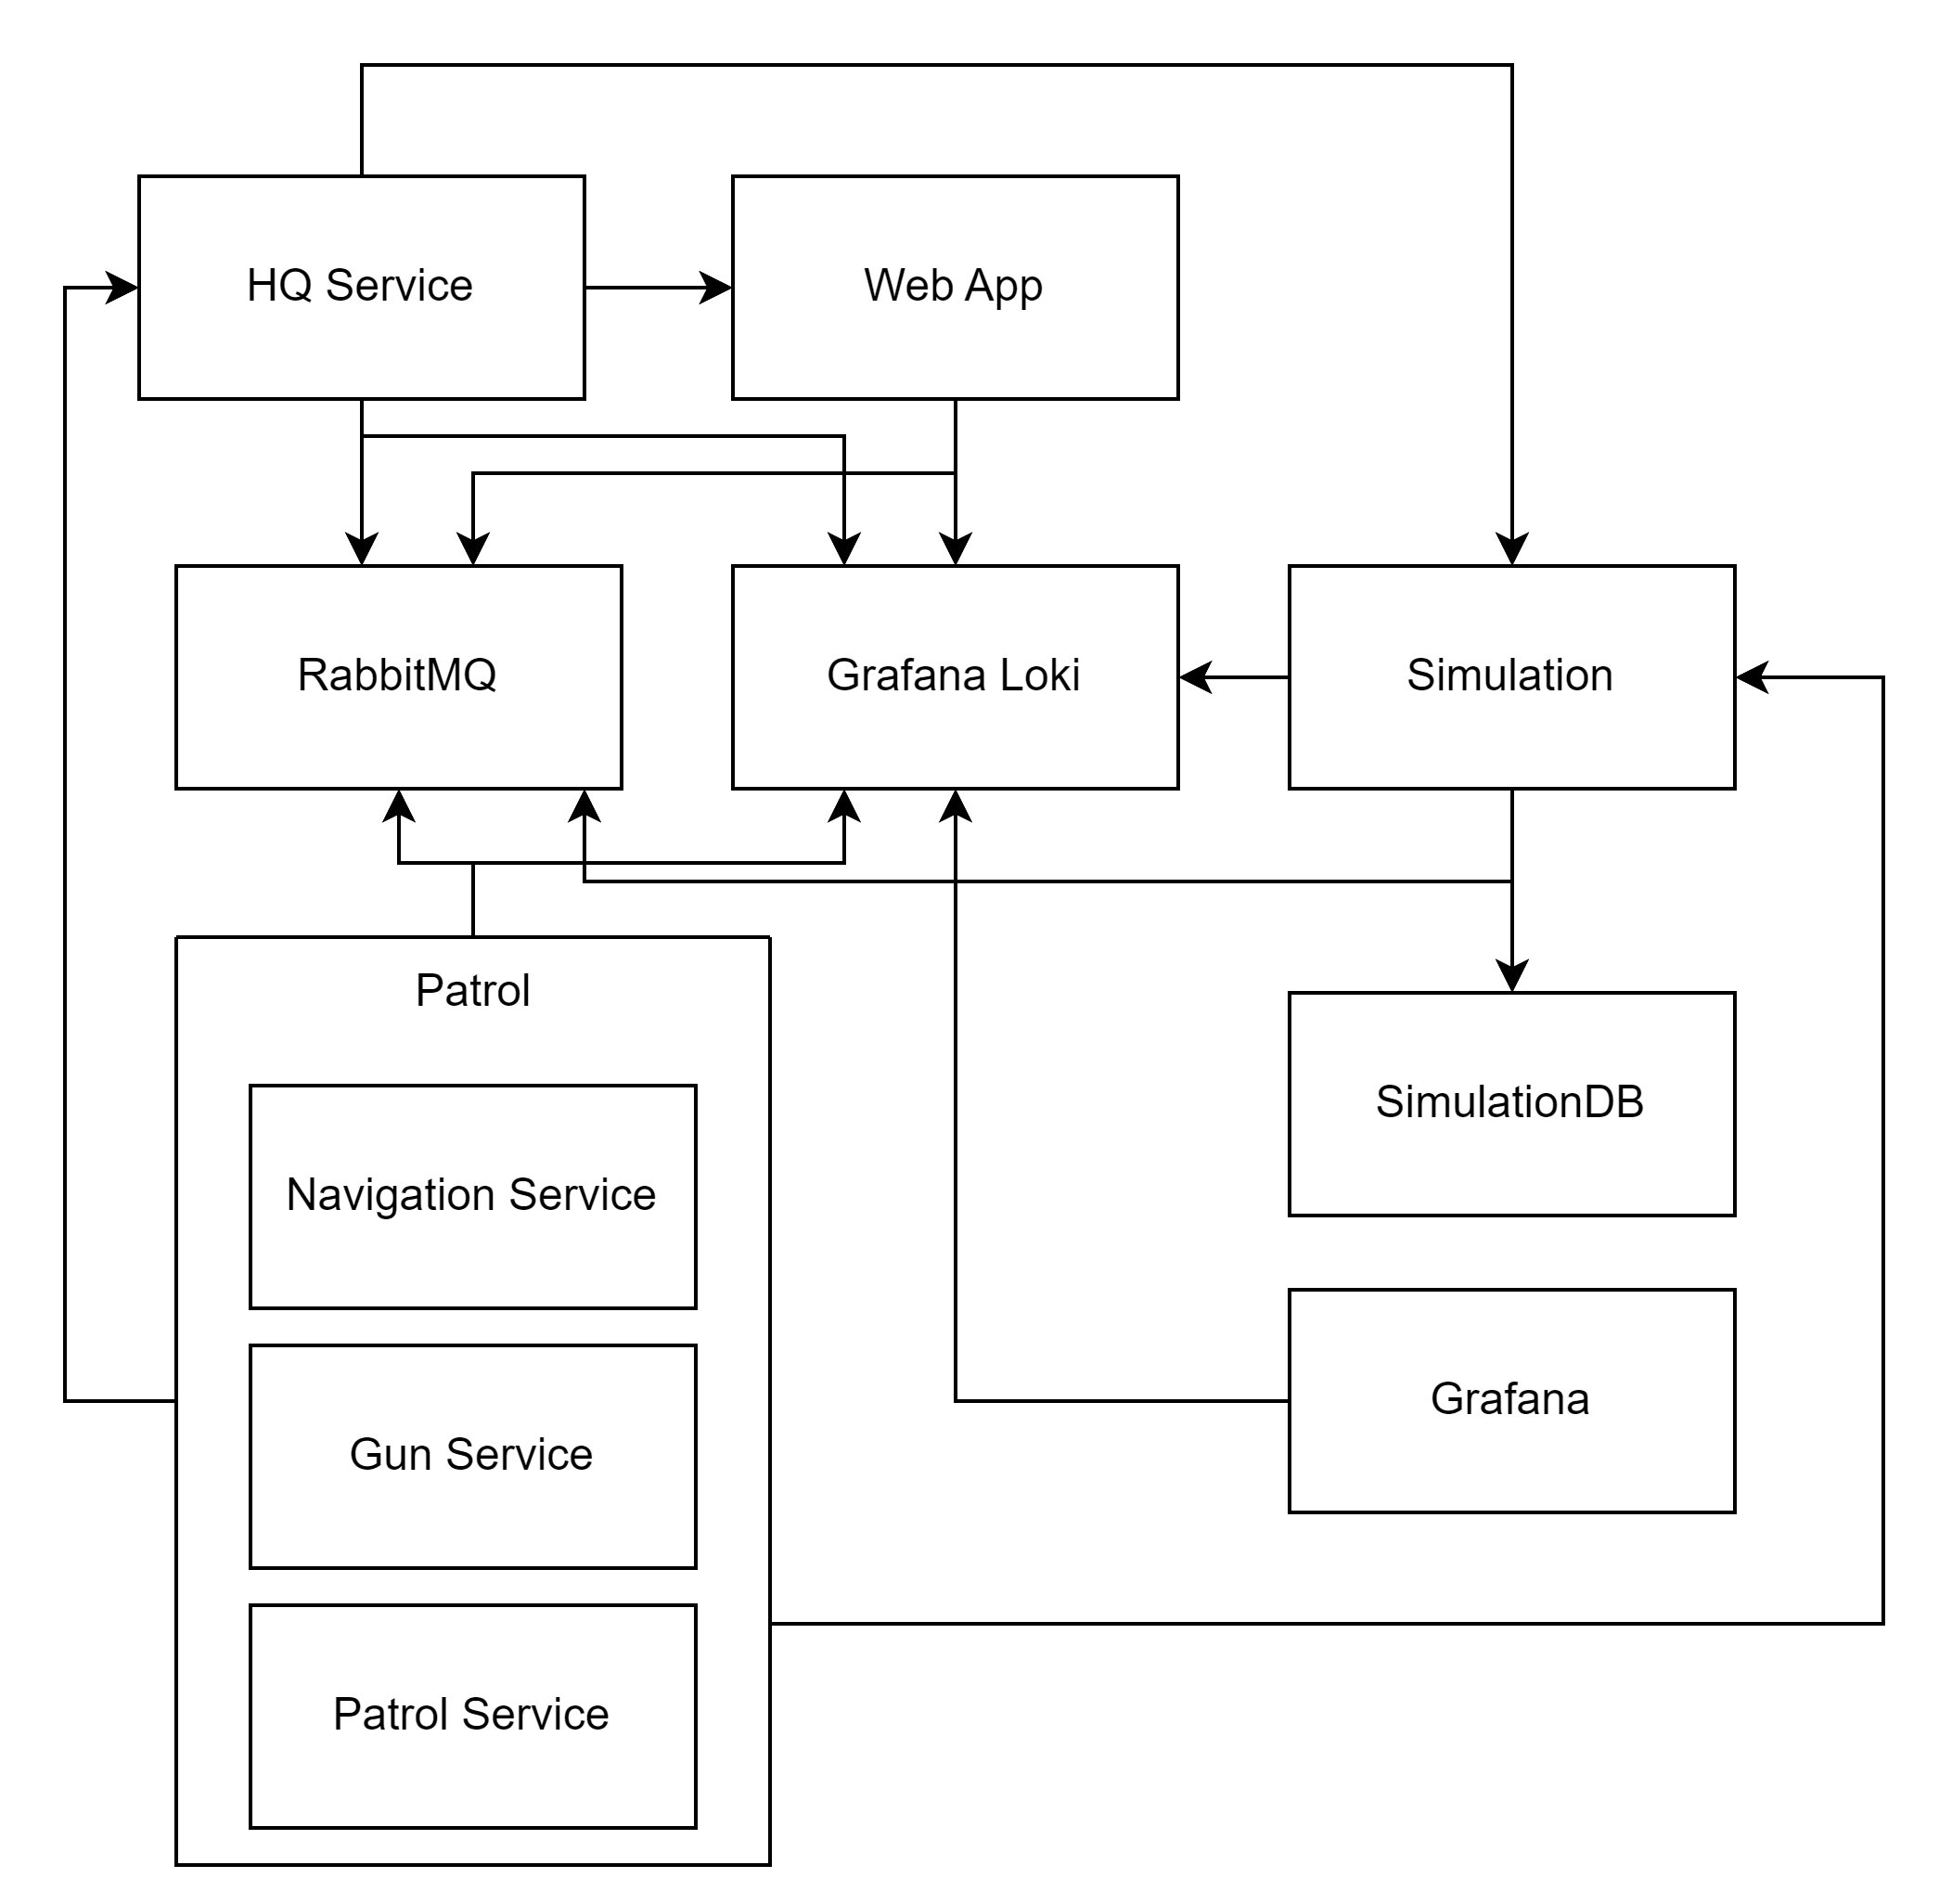 HQ Service
Web App
RabbitMQ
Grafana Loki
Simulation
Patrol
SimulationDB
Navigation Service
Grafana
Gun Service
Patrol Service